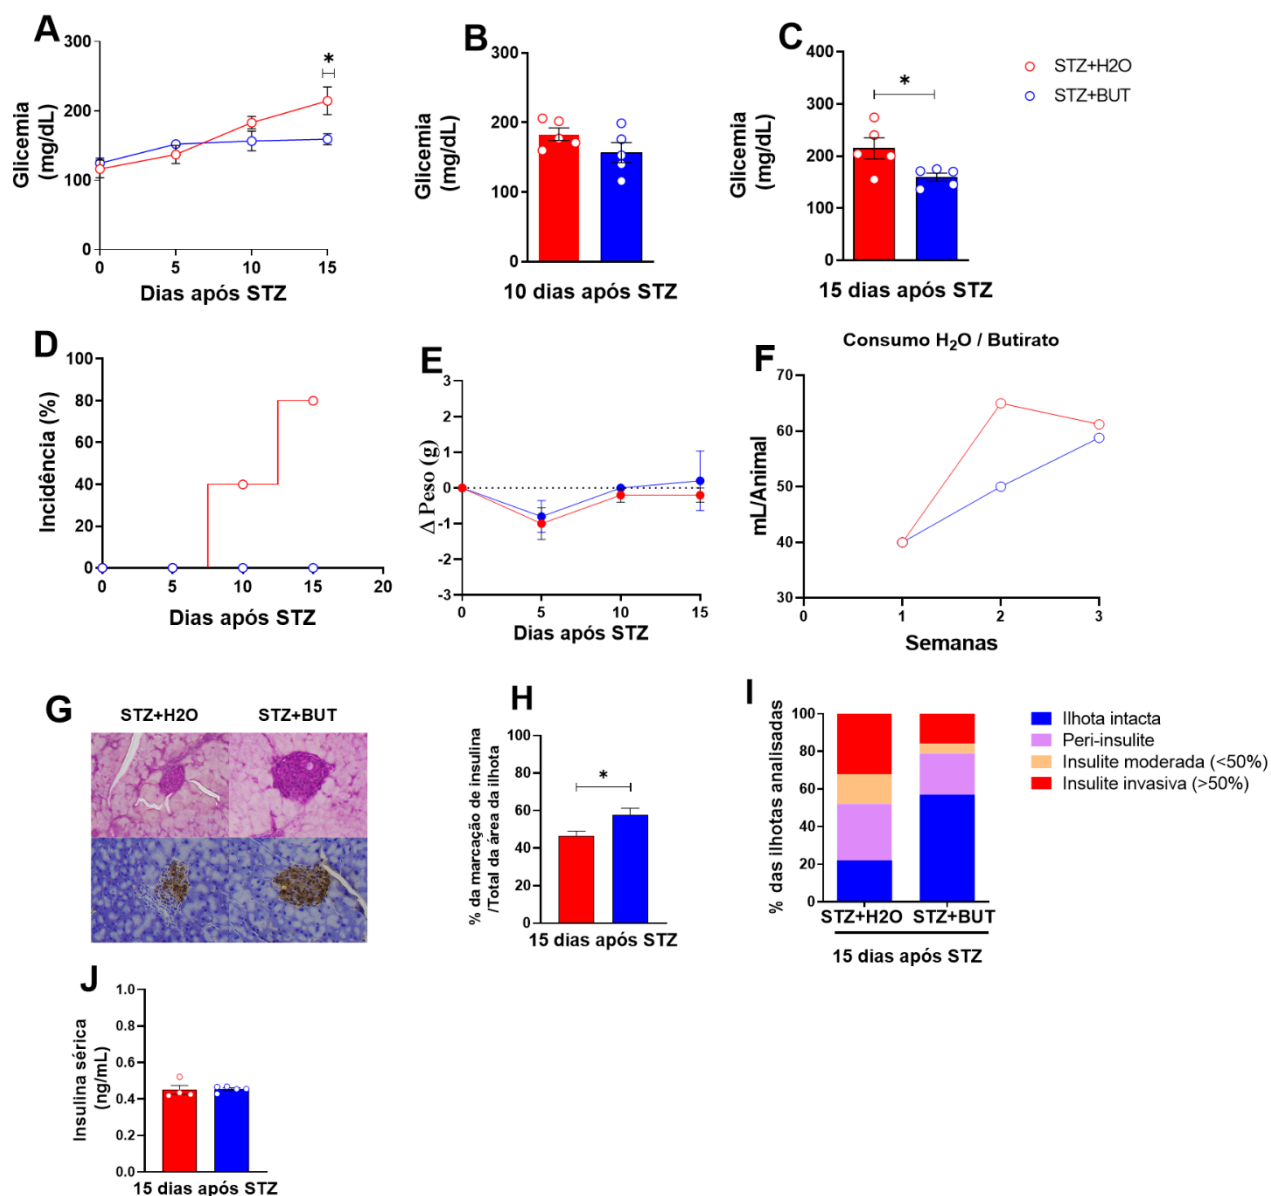 A
300
200
100
0
Glicemia
(mg/dL)
*
0 5 10 15
Dias após STZ
B
300
200
100
0
Glicemia
(mg/dL)
10 dias após STZ
C
400
300
200
100
0
Glicemia
(mg/dL)
*
15 dias após STZ
STZ+H2O
STZ+BUT
D
100
80
60
40
20
0
Incidência (%)
0 5 10 15 20
Dias após STZ
E
3
2
1
0
-1
-2
-3
Δ Peso (g)
0 5 10 15
Dias após STZ
F
Consumo H₂O / Butirato
70
60
50
40
30
mL/Animal
0 1 2 3
Semanas
G
STZ+H2O STZ+BUT
H
100
80
60
40
20
0
% da marcação de insulina
/Total da área da ilhota
*
15 dias após STZ
I
100
80
60
40
20
0
% das ilhotas analisadas
STZ+H2O STZ+BUT
15 dias após STZ
Ilhota intacta
Peri-insulite
Insulite moderada (<50%)
Insulite invasiva (>50%)
J
1.0
0.8
0.6
0.4
0.2
0.0
Insulina sérica
(ng/mL)
15 dias após STZ